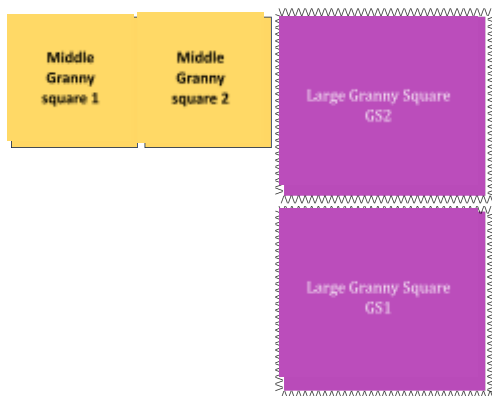 Middle
Granny
square 1
Middle
Granny
square 2
Large Granny Square
GS2
Large Granny Square
GS1